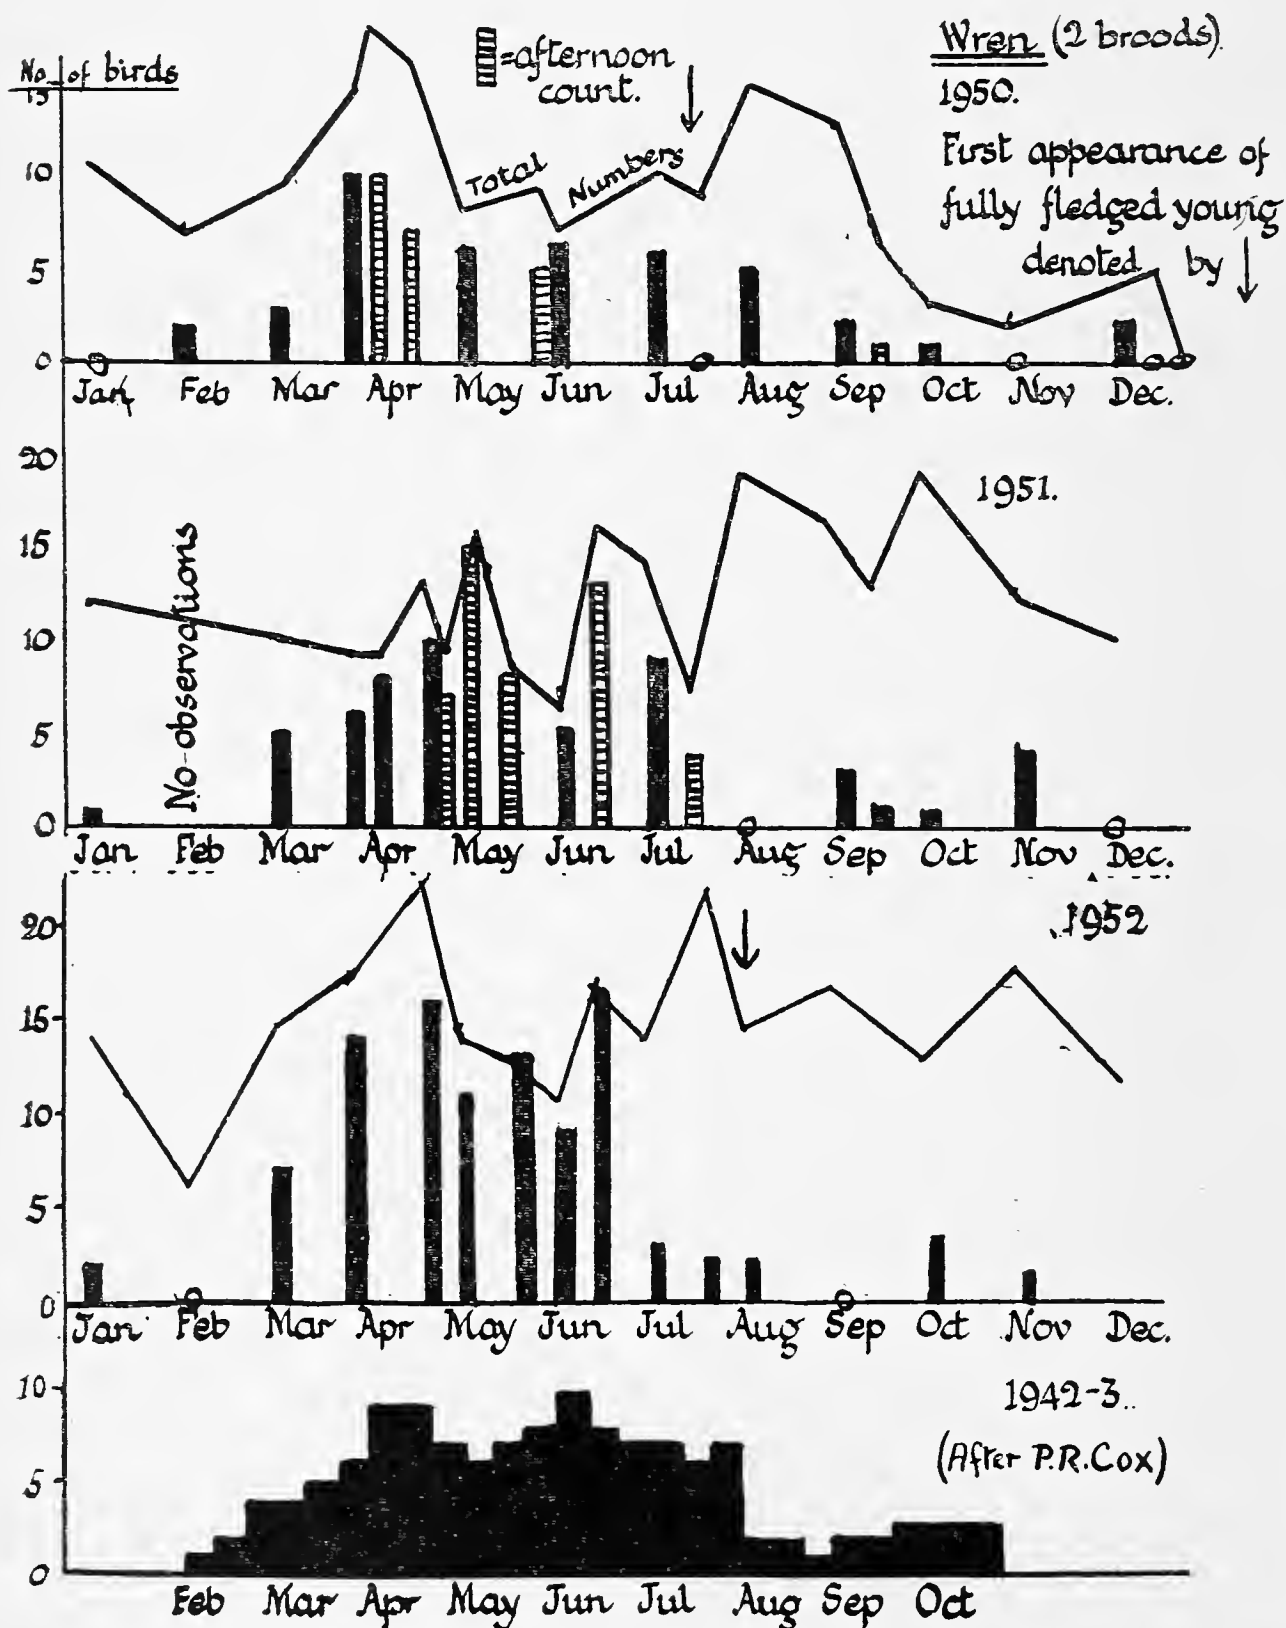 No. of birds
=afternoon
count.
Wren (2 broods)
1950.
First appearance of
fully fledged young
denoted by ↓
Total Numbers
15
10
5
0
Jan Feb Mar Apr May Jun Jul Aug Sep Oct Nov Dec.
20
15
10
5
0
No-observations
1951.
Jan Feb Mar Apr May Jun Jul Aug Sep Oct Nov Dec.
20
15
10
5
0
1952
Jan Feb Mar Apr May Jun Jul Aug Sep Oct Nov Dec.
10
5
0
1942-3.
(After P.R.Cox)
Feb Mar Apr May Jun Jul Aug Sep Oct